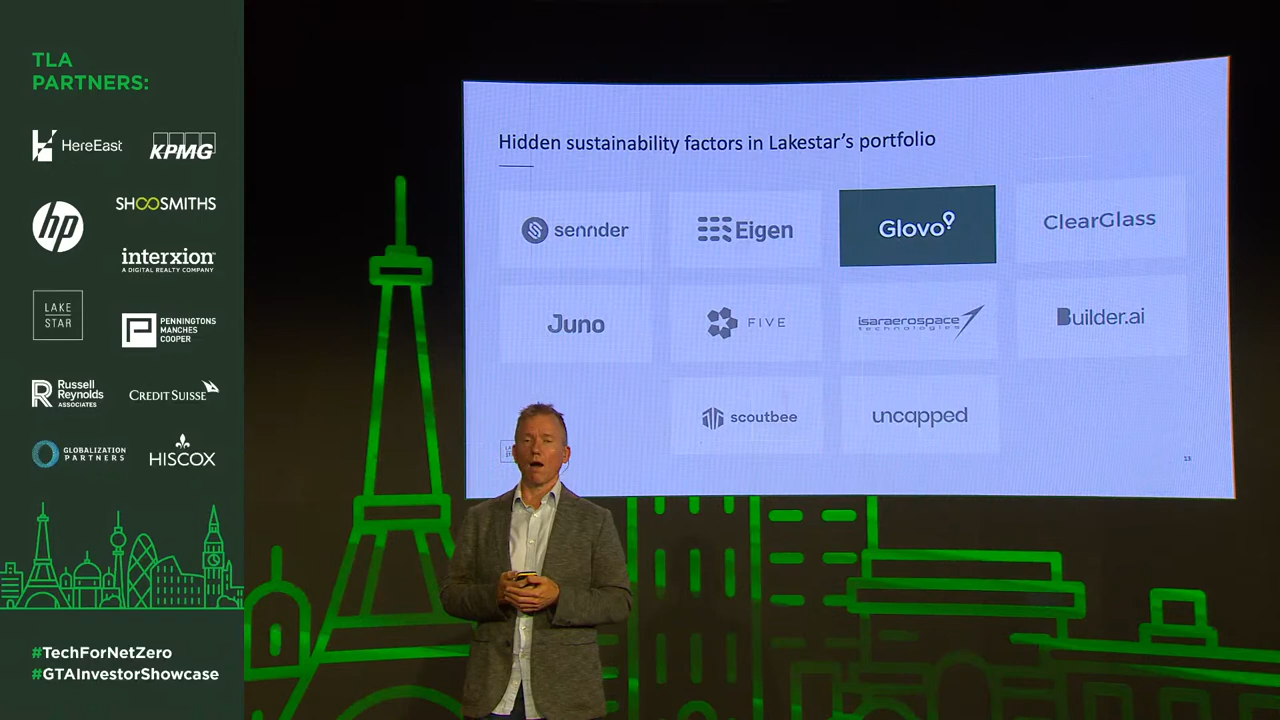 TLA
PARTNERS:
HereEast
KPMG
hp
SHOOSMITHS
interxion
A DIGITAL REALTY COMPANY
LAKE
STAR
PENNINGTONS
MANCHES
COOPER
Russell
Reynolds
ASSOCIATES
CREDIT SUISSE
GLOBALIZATION
PARTNERS
HISCOX
#TechForNetZero
#GTAInvestorShowcase
Hidden sustainability factors in Lakestar's portfolio
sennder
Eigen
Glovo
ClearGlass
Juno
FIVE
isaraerospace
technologies
Builder.ai
scoutbee
uncapped
13